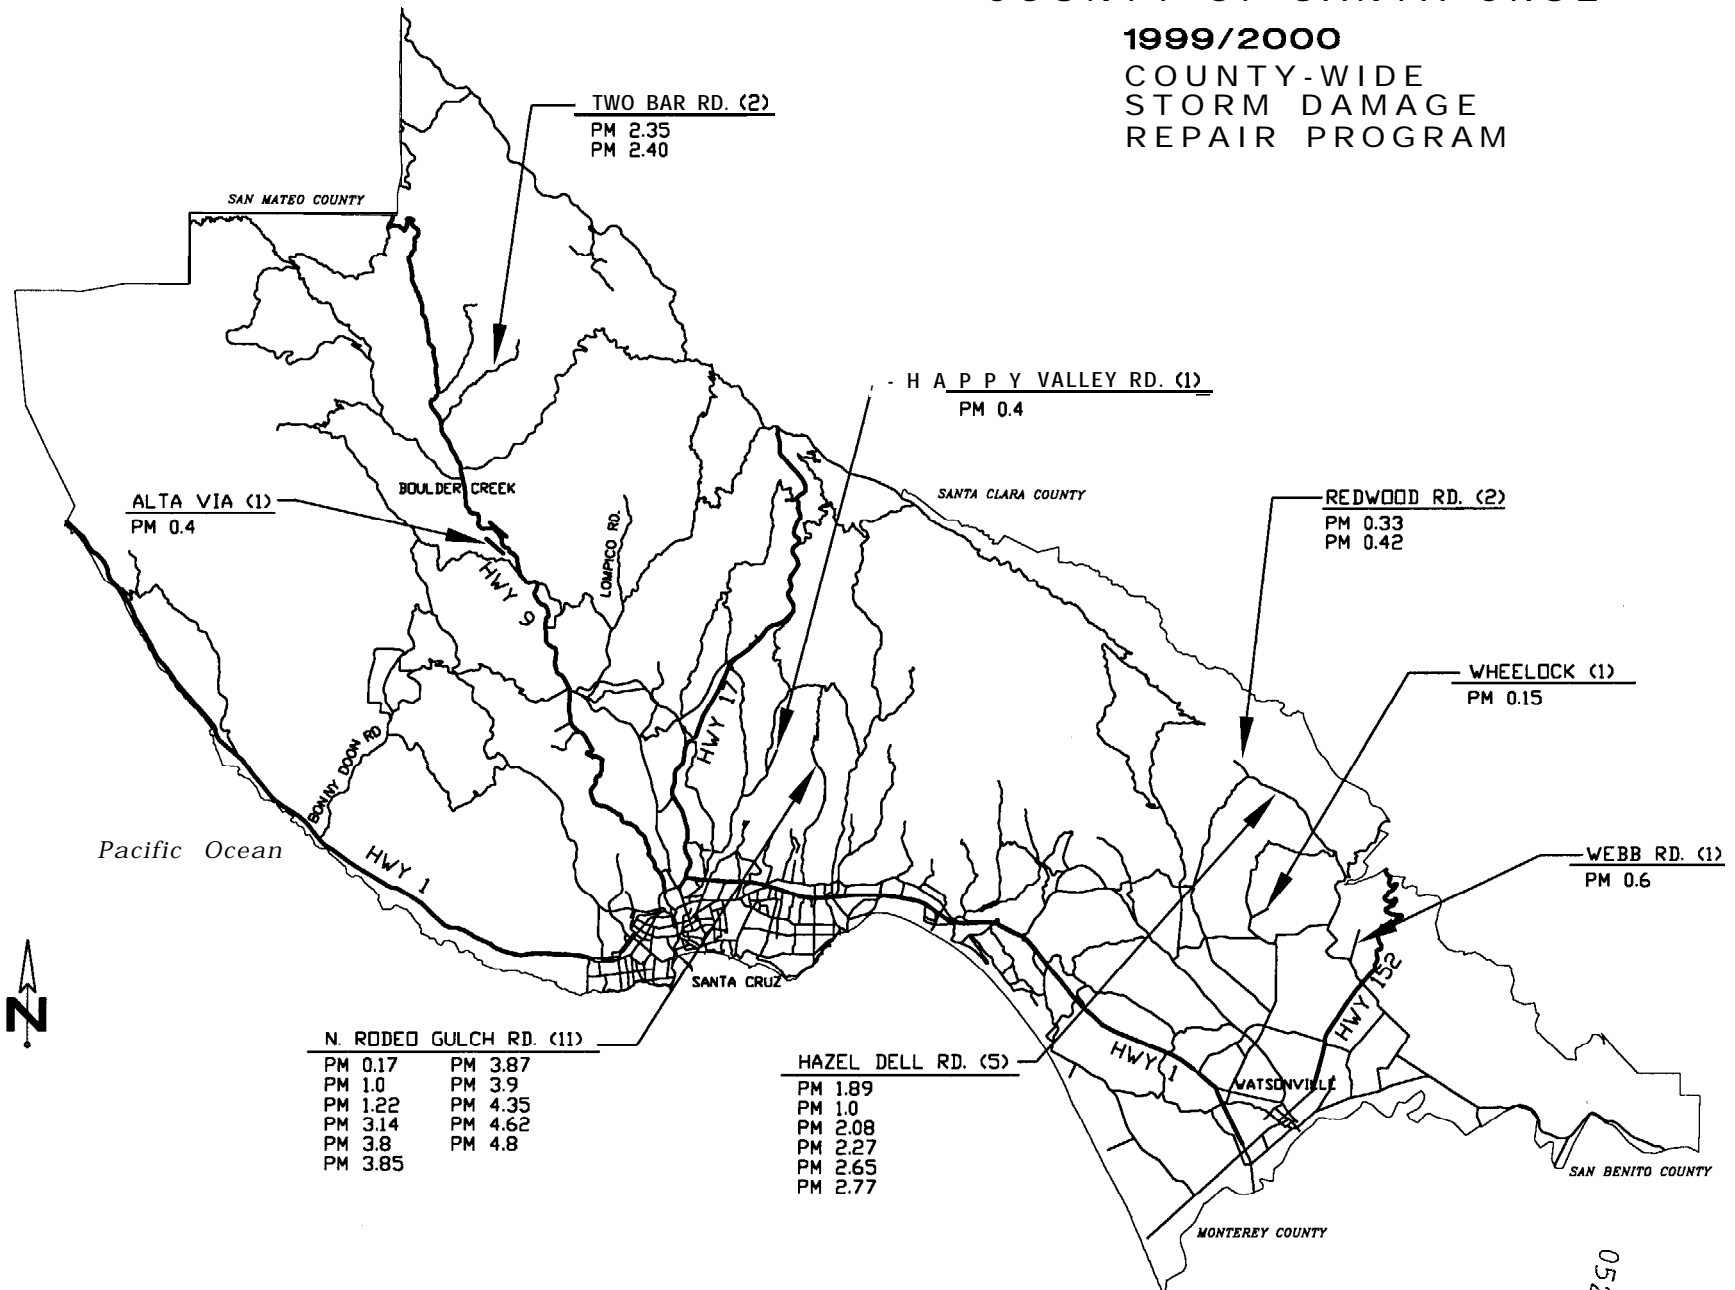 1999/2000
COUNTY-WIDE
STORM DAMAGE
REPAIR PROGRAM
TWO BAR RD. (2)
PM 2.35
PM 2.40
SAN MATEO COUNTY
- HAPPY VALLEY RD. (1)
PM 0.4
SANTA CLARA COUNTY
REDWOOD RD. (2)
PM 0.33
PM 0.42
BOULDER CREEK
ALTA VIA (1)
PM 0.4
LOMPICO RD.
HWY 9
HWY 17
WHEELOCK (1)
PM 0.15
BONNY DOON RD
Pacific Ocean
HWY 1
WEBB RD. (1)
PM 0.6
SANTA CRUZ
N
HWY 152
N. RODEO GULCH RD. (11)
PM 0.17 PM 3.87
PM 1.0 PM 3.9
PM 1.22 PM 4.35
PM 3.14 PM 4.62
PM 3.8 PM 4.8
PM 3.85
HAZEL DELL RD. (5)
PM 1.89
PM 1.0
PM 2.08
PM 2.27
PM 2.65
PM 2.77
HWY 1
WATSONVILLE
SAN BENITO COUNTY
MONTEREY COUNTY